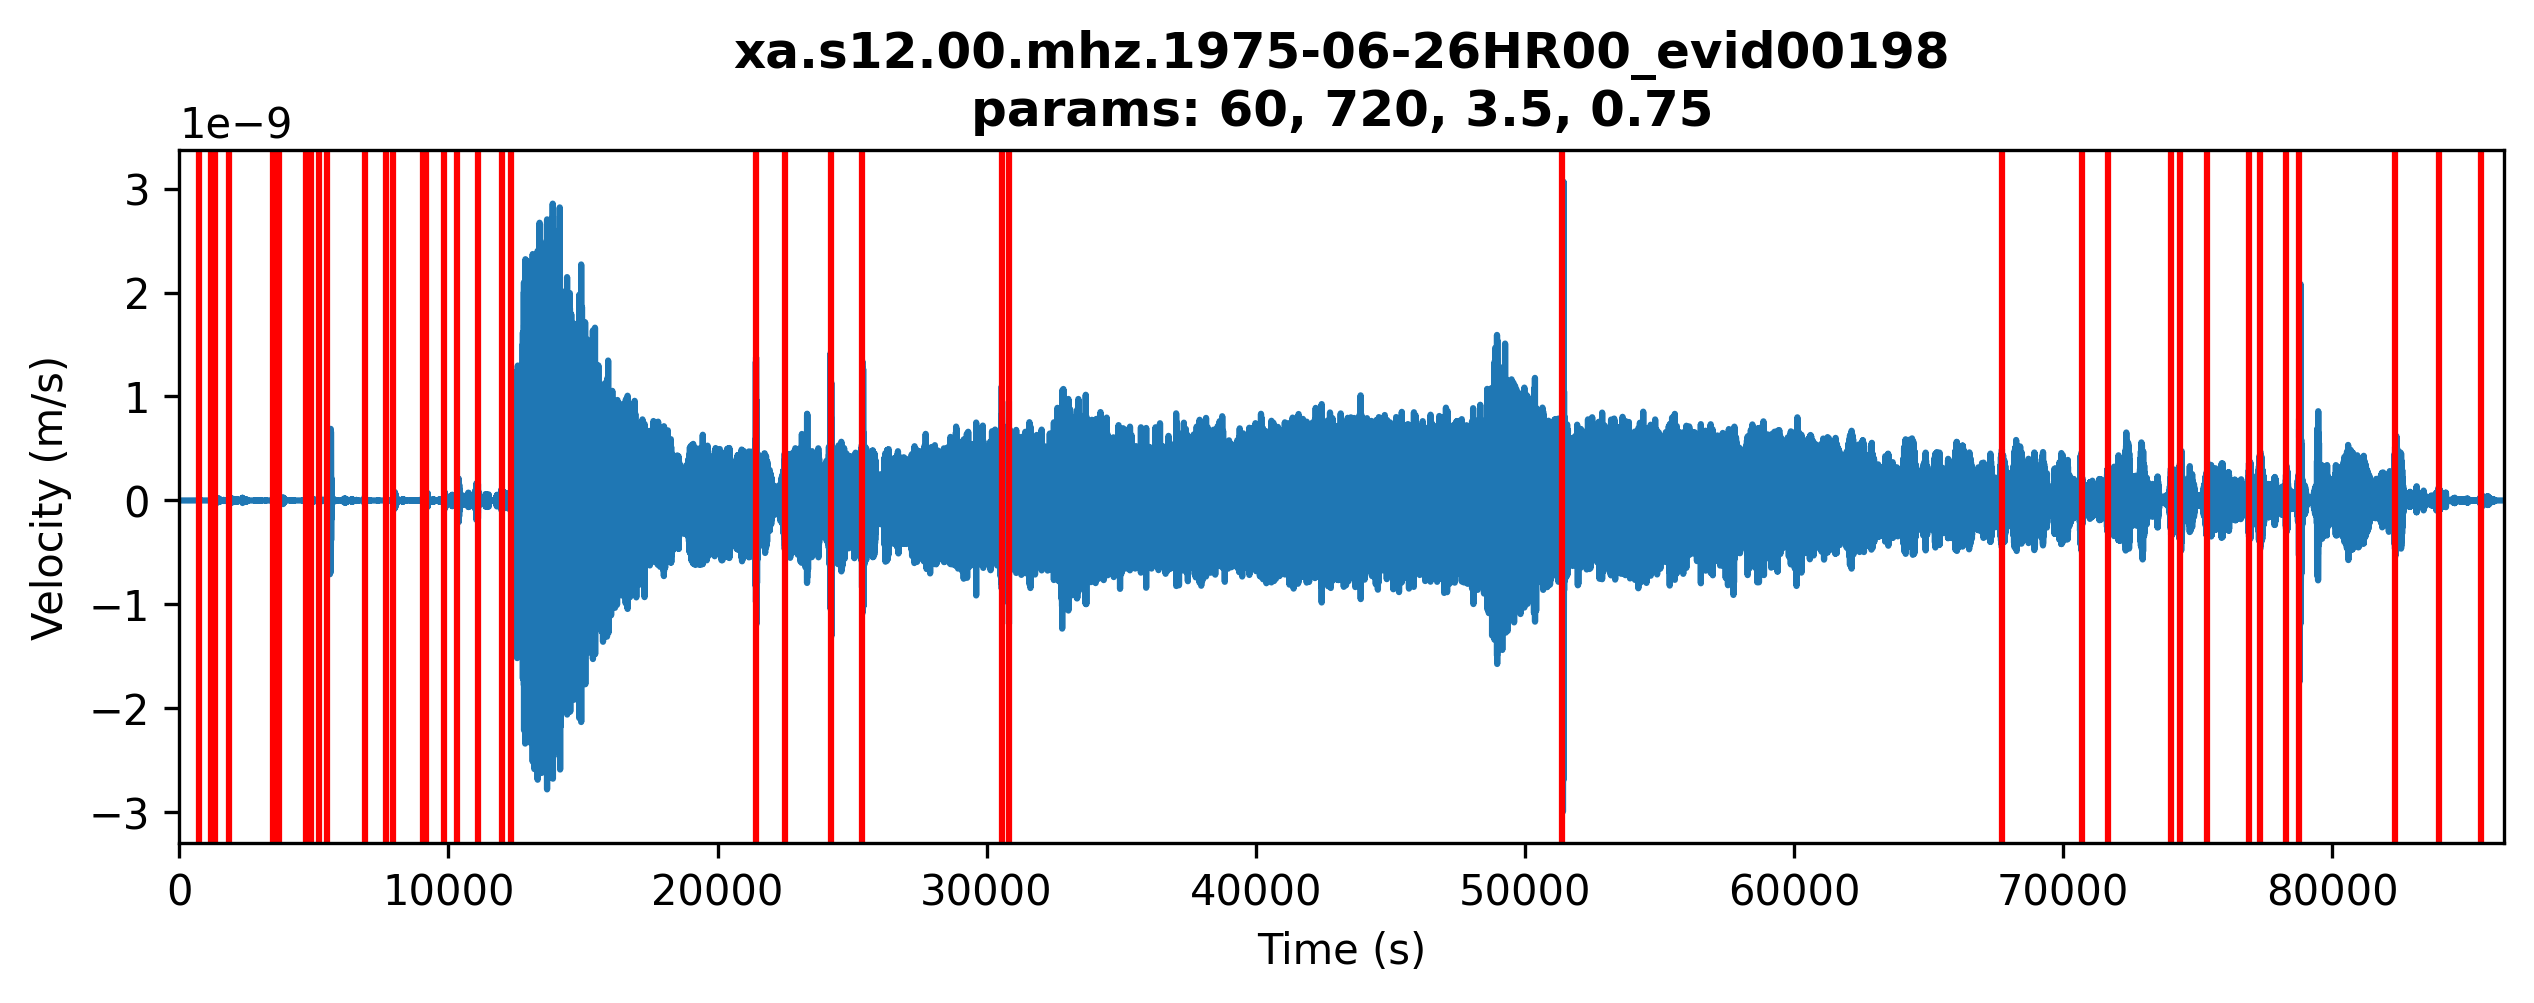 xa.s12.00.mhz.1975-06-26HR00_evid00198
params: 60, 720, 3.5, 0.75
1e−9
3
2
1
0
−1
−2
−3
Velocity (m/s)
0 10000 20000 30000 40000 50000 60000 70000 80000
Time (s)